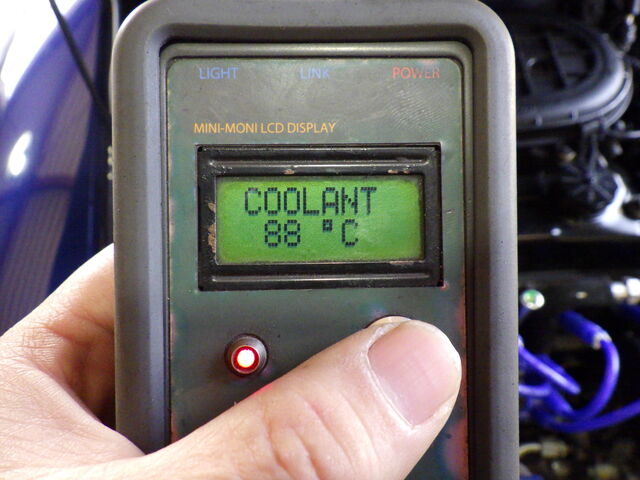 LIGHT LINK POWER
MINI-MONI LCD DISPLAY
COOLANT
88 °C